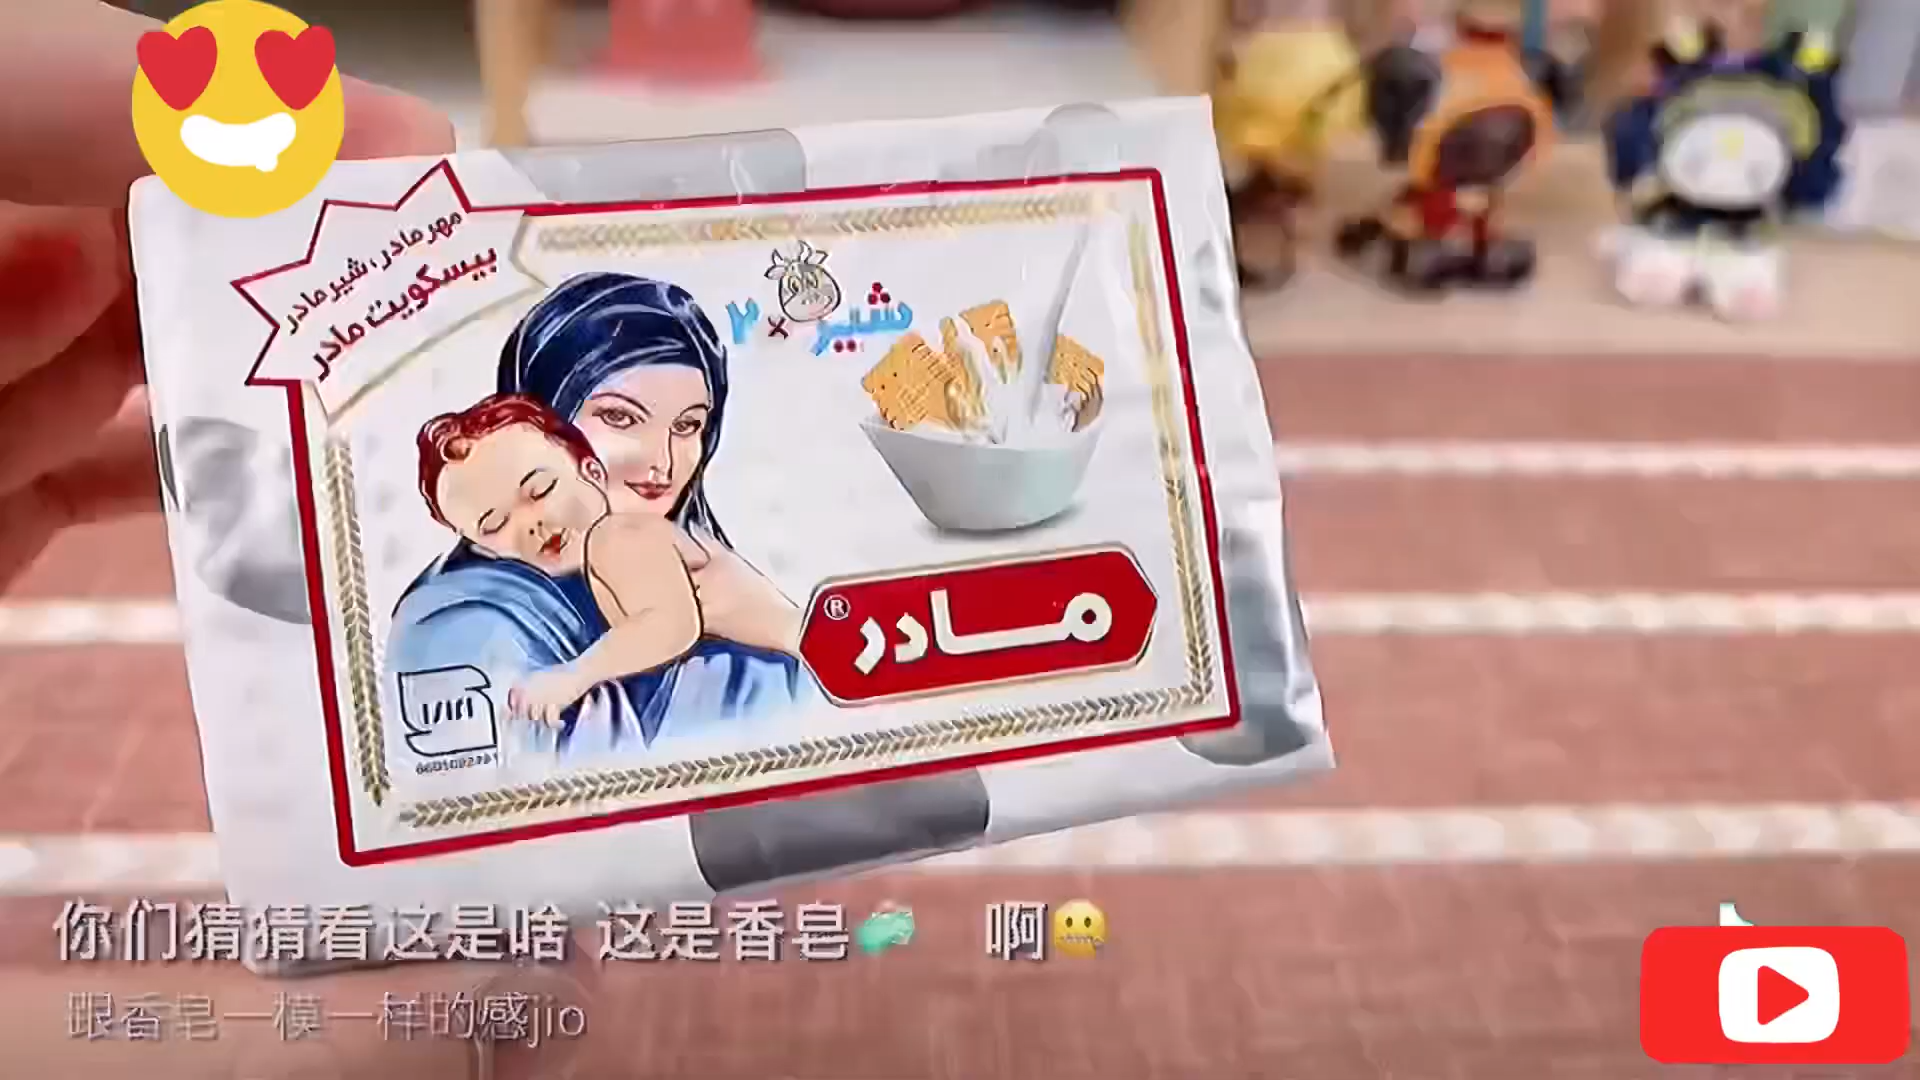 مهر مادر، شیر مادر
بیسکویت مادر
شیر + ۲
مــادر®
你们猜猜看这是啥 这是香皂🧼 啊😬
跟香皂一模一样的感jio